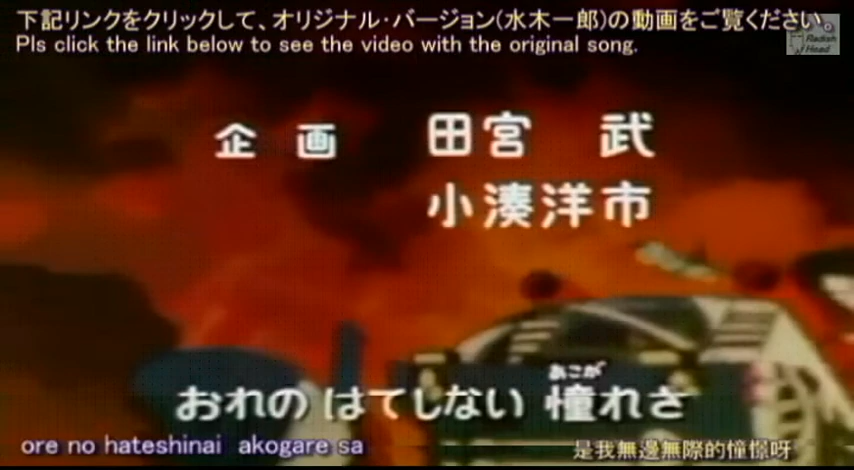 下記リンクをクリックして、オリジナル・バージョン(水木一郎)の動画をご覧ください。
Pls click the link below to see the video with the original song.
Radish
Head
企画 田宮 武
小湊洋市
あこが
おれの はてしない 憧れさ
ore no hateshinai akogare sa
是我無邊無際的憧憬呀